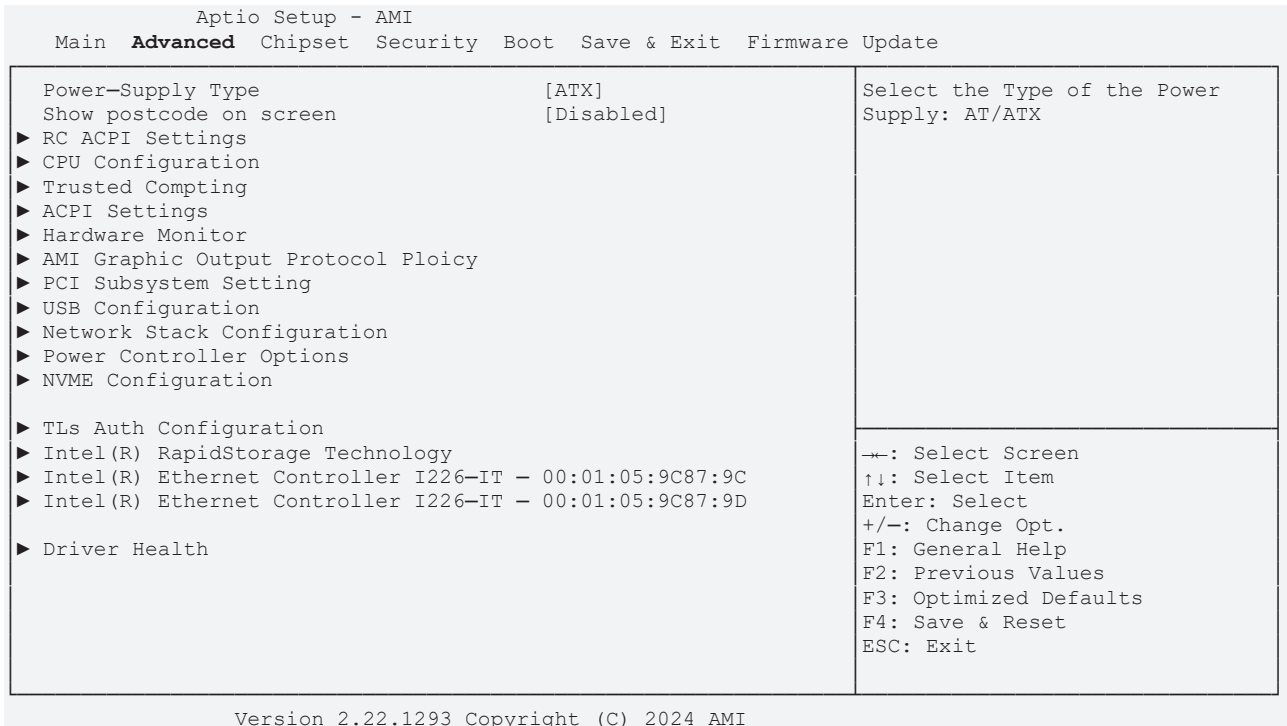 Aptio Setup - AMI
Main Advanced Chipset Security Boot Save & Exit Firmware Update
Power-Supply Type [ATX]
Show postcode on screen [Disabled]
► RC ACPI Settings
► CPU Configuration
► Trusted Compting
► ACPI Settings
► Hardware Monitor
► AMI Graphic Output Protocol Ploicy
► PCI Subsystem Setting
► USB Configuration
► Network Stack Configuration
► Power Controller Options
► NVME Configuration
► TLs Auth Configuration
► Intel(R) RapidStorage Technology
► Intel(R) Ethernet Controller I226-IT - 00:01:05:9C87:9C
► Intel(R) Ethernet Controller I226-IT - 00:01:05:9C87:9D
► Driver Health
Select the Type of the Power
Supply: AT/ATX
→←: Select Screen
↑↓: Select Item
Enter: Select
+/-: Change Opt.
F1: General Help
F2: Previous Values
F3: Optimized Defaults
F4: Save & Reset
ESC: Exit
Version 2.22.1293 Copyright (C) 2024 AMI